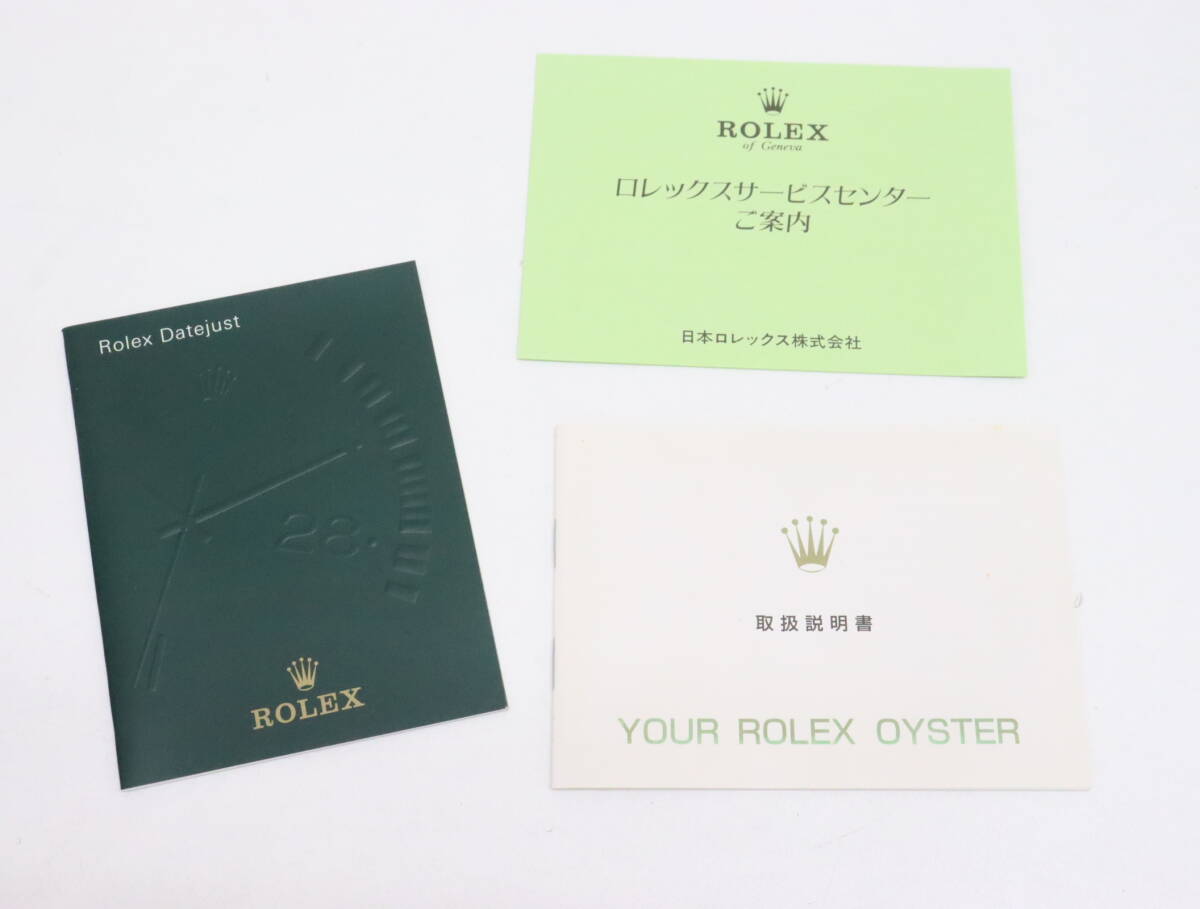 Rolex Datejust
28.
ROLEX
ROLEX
of Geneva
ロレックスサービスセンター
ご案内
日本ロレックス株式会社
取扱説明書
YOUR ROLEX OYSTER